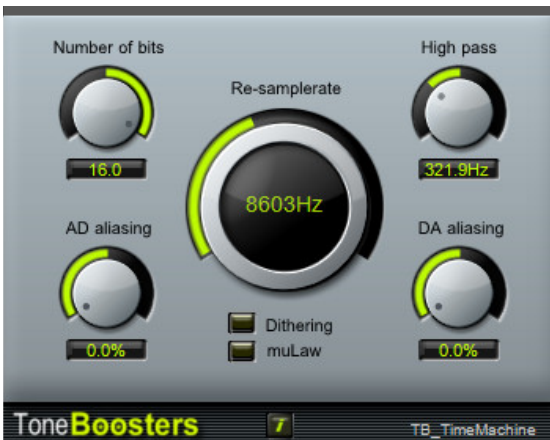 Number of bits
High pass
Re-samplerate
16.0
321.9Hz
8603Hz
AD aliasing
DA aliasing
Dithering
0.0%
muLaw
0.0%
ToneBoosters
T
TB_TimeMachine